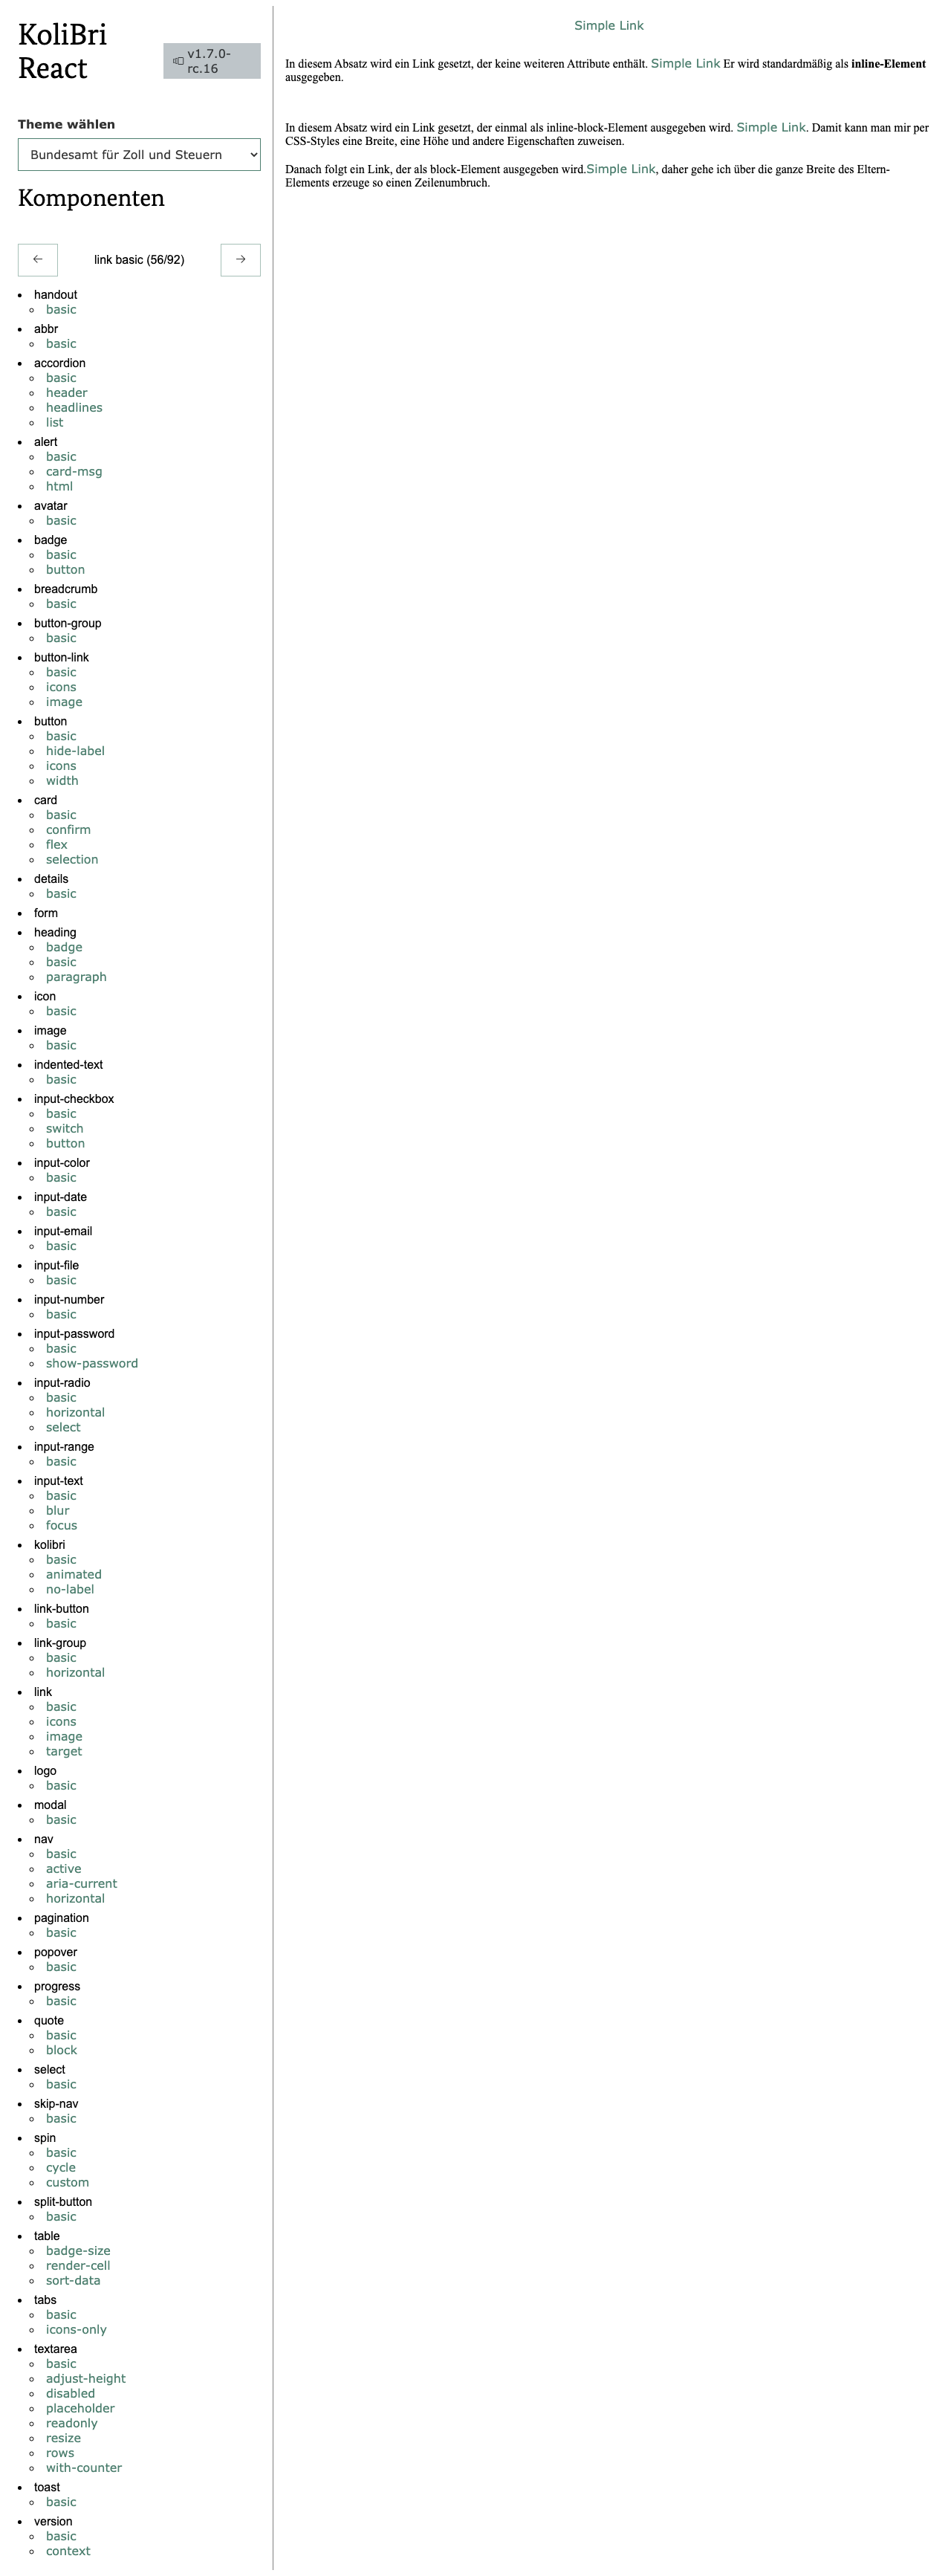 KoliBri
React
v1.7.0-
rc.16
Theme wählen
Bundesamt für Zoll und Steuern
Komponenten
← link basic (56/92) →
handout
basic
abbr
basic
accordion
basic
header
headlines
list
alert
basic
card-msg
html
avatar
basic
badge
basic
button
breadcrumb
basic
button-group
basic
button-link
basic
icons
image
button
basic
hide-label
icons
width
card
basic
confirm
flex
selection
details
basic
form
heading
badge
basic
paragraph
icon
basic
image
basic
indented-text
basic
input-checkbox
basic
switch
button
input-color
basic
input-date
basic
input-email
basic
input-file
basic
input-number
basic
input-password
basic
show-password
input-radio
basic
horizontal
select
input-range
basic
input-text
basic
blur
focus
kolibri
basic
animated
no-label
link-button
basic
link-group
basic
horizontal
link
basic
icons
image
target
logo
basic
modal
basic
nav
basic
active
aria-current
horizontal
pagination
basic
popover
basic
progress
basic
quote
basic
block
select
basic
skip-nav
basic
spin
basic
cycle
custom
split-button
basic
table
badge-size
render-cell
sort-data
tabs
basic
icons-only
textarea
basic
adjust-height
disabled
placeholder
readonly
resize
rows
with-counter
toast
basic
version
basic
context
Simple Link
In diesem Absatz wird ein Link gesetzt, der keine weiteren Attribute enthält. Simple Link Er wird standardmäßig als inline-Element
ausgegeben.
In diesem Absatz wird ein Link gesetzt, der einmal als inline-block-Element ausgegeben wird. Simple Link. Damit kann man mir per
CSS-Styles eine Breite, eine Höhe und andere Eigenschaften zuweisen.
Danach folgt ein Link, der als block-Element ausgegeben wird.Simple Link, daher gehe ich über die ganze Breite des Eltern-
Elements erzeuge so einen Zeilenumbruch.